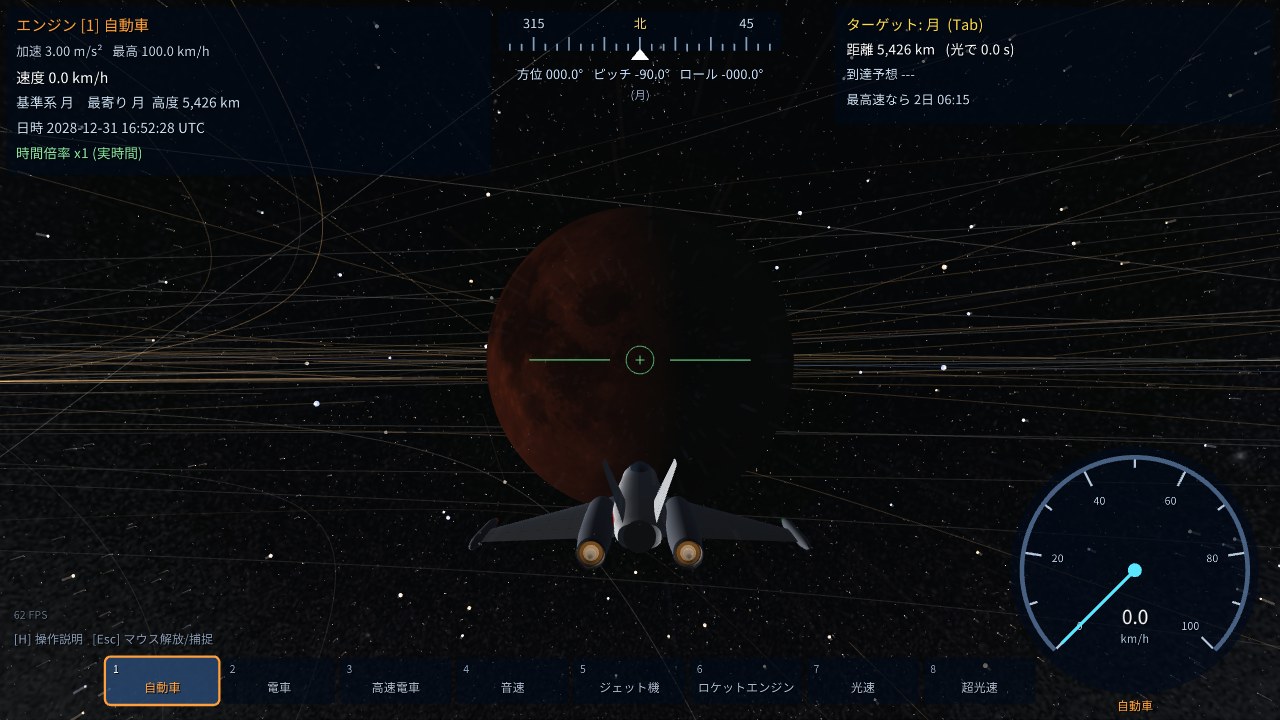 エンジン [1] 自動車
加速 3.00 m/s² 最高 100.0 km/h
速度 0.0 km/h
基準系 月 最寄り 月 高度 5,426 km
日時 2028-12-31 16:52:28 UTC
時間倍率 x1 (実時間)
315 北 45
方位 000.0° ピッチ -90.0° ロール -000.0°
(月)
ターゲット: 月 (Tab)
距離 5,426 km (光で 0.0 s)
到達予想 ---
最高速なら 2日 06:15
0 20 40 60 80 100
0.0
km/h
自動車
62 FPS
[H] 操作説明 [Esc] マウス解放/捕捉
1 自動車
2 電車
3 高速電車
4 音速
5 ジェット機
6 ロケットエンジン
7 光速
8 超光速